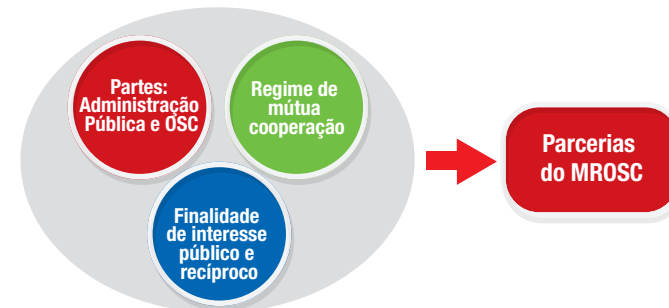 Partes:
Administração
Pública e OSC
Regime de
mútua
cooperação
Finalidade
de interesse
público e
recíproco
Parcerias
do MROSC